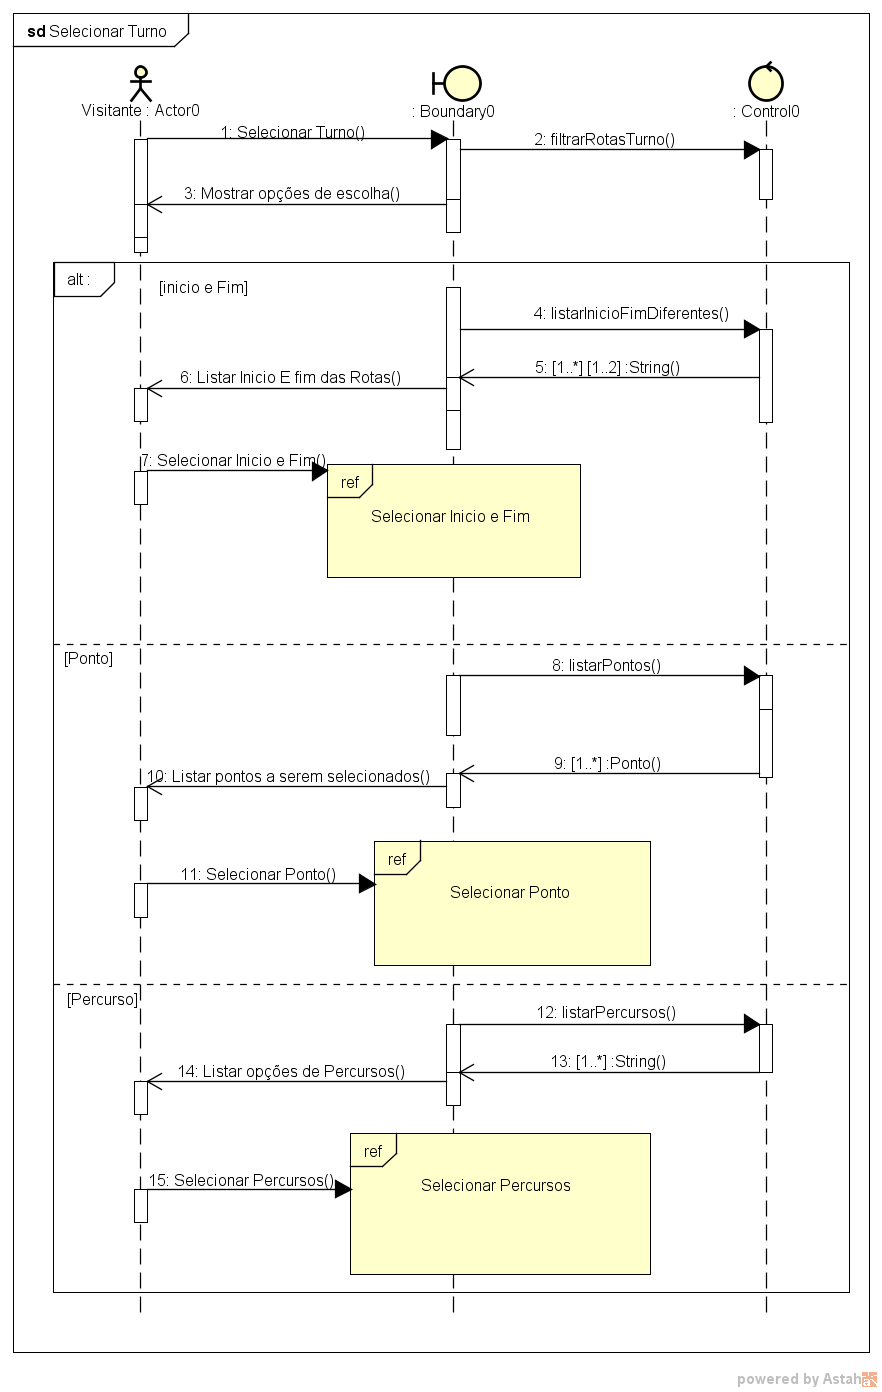 sd Selecionar Turno
Visitante : Actor0
: Boundary0
: Control0
1: Selecionar Turno()
2: filtrarRotasTurno()
3: Mostrar opções de escolha()
alt :
[inicio e Fim]
4: listarInicioFimDiferentes()
5: [1..*] [1..2] :String()
6: Listar Inicio E fim das Rotas()
7: Selecionar Inicio e Fim()
ref
Selecionar Inicio e Fim
[Ponto]
8: listarPontos()
9: [1..*] :Ponto()
10: Listar pontos a serem selecionados()
ref
11: Selecionar Ponto()
Selecionar Ponto
[Percurso]
12: listarPercursos()
13: [1..*] :String()
14: Listar opções de Percursos()
ref
15: Selecionar Percursos()
Selecionar Percursos
powered by Astah